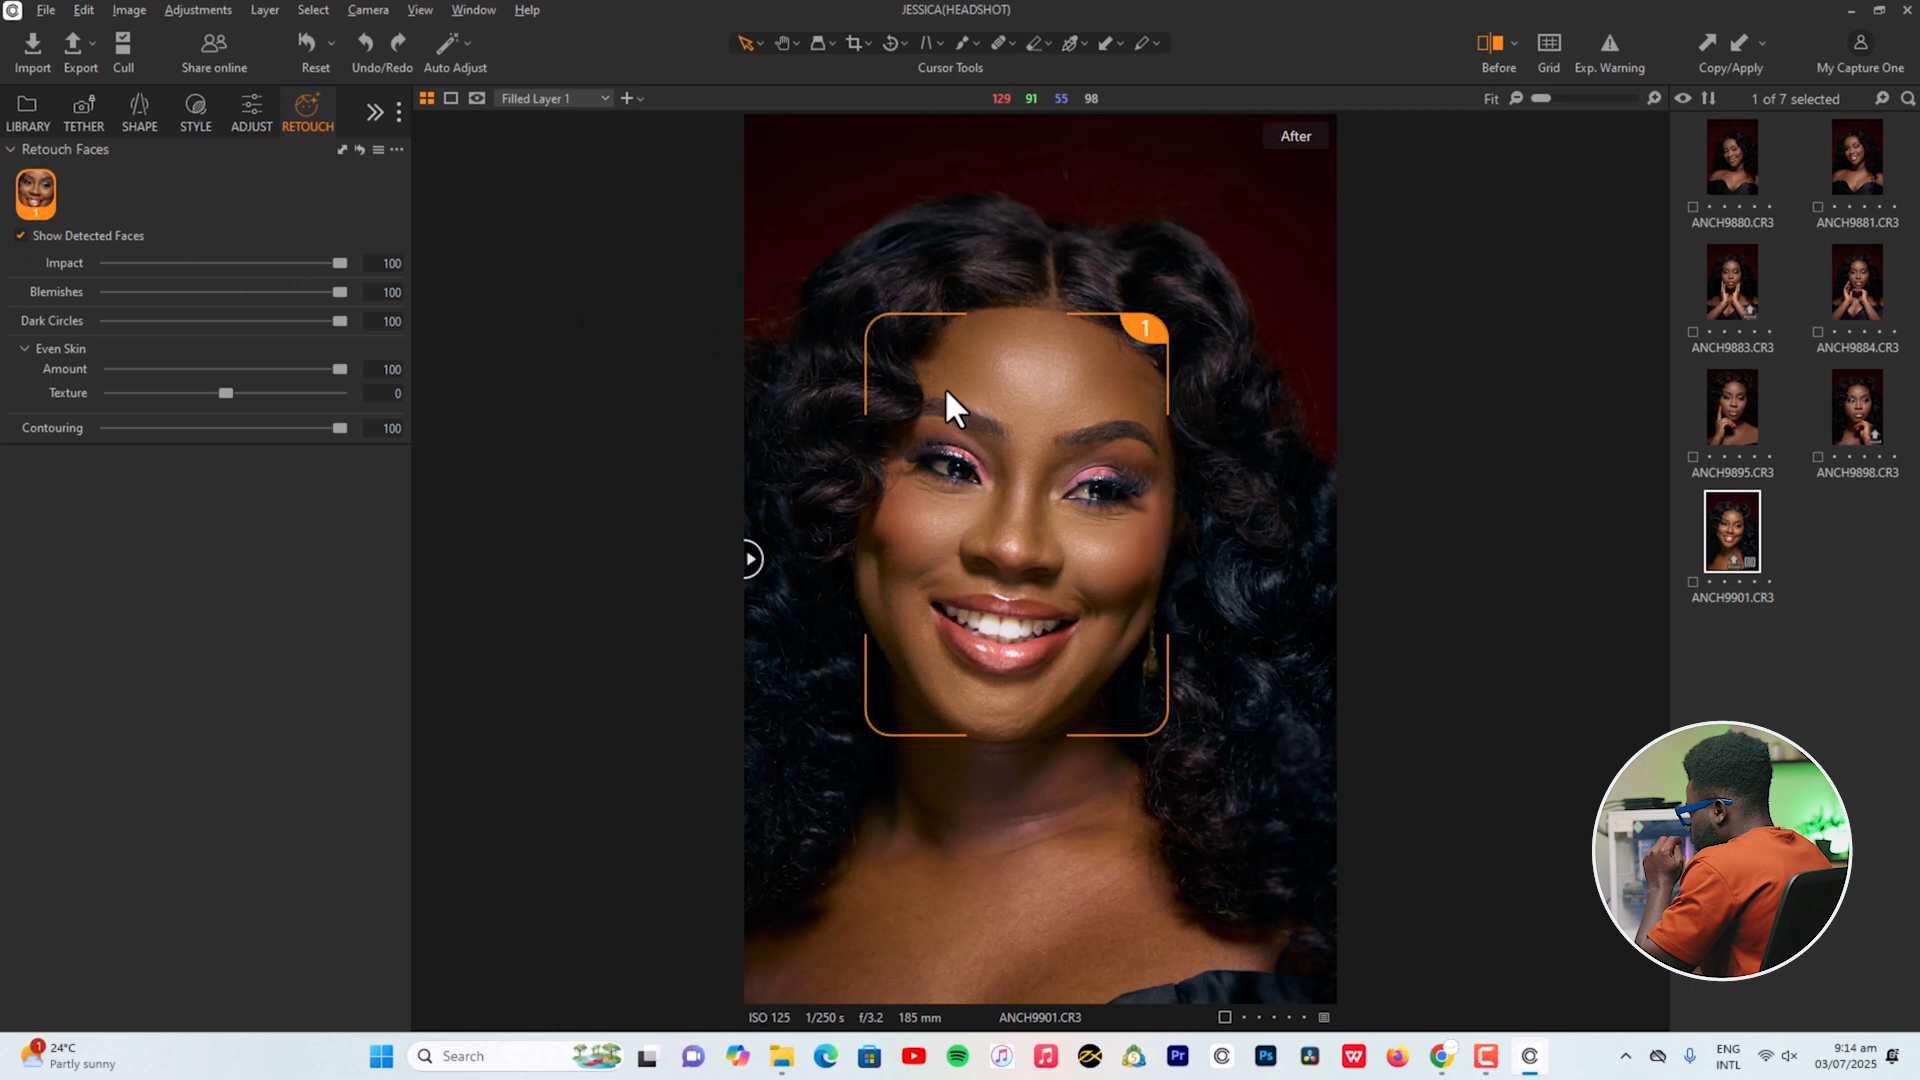 File Edit Image Adjustments Layer Select Camera View Window Help
JESSICA(HEADSHOT)
Import Export Cull Share online Reset Undo/Redo Auto Adjust Cursor Tools Before Grid Exp. Warning Copy/Apply My Capture One
LIBRARY TETHER SHAPE STYLE ADJUST RETOUCH
Filled Layer 1
129 91 55 98
Fit
1 of 7 selected
Retouch Faces
1
Show Detected Faces
Impact 100
Blemishes 100
Dark Circles 100
Even Skin
Amount 100
Texture 0
Contouring 100
After
1
ANCH9880.CR3 ANCH9881.CR3
ANCH9883.CR3 ANCH9884.CR3
ANCH9895.CR3 ANCH9898.CR3
ANCH9901.CR3
ISO 125 1/250 s f/3.2 185 mm ANCH9901.CR3
1
24°C
Partly sunny
Search
Pr
Ps
ENG
INTL
9:14 am
03/07/2025